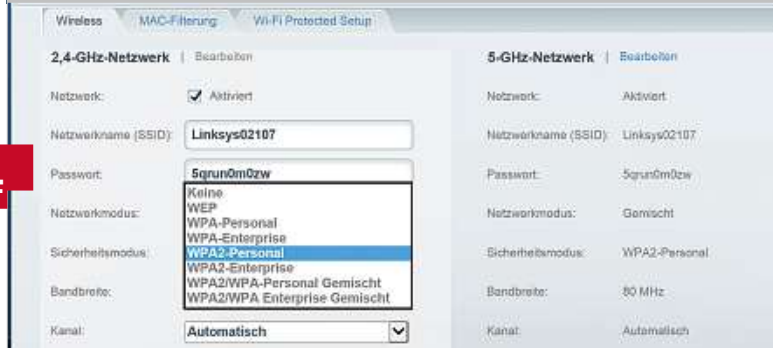 Wireless
MAC-Filterung
Wi-Fi Protected Setup
2,4-GHz-Netzwerk | Bearbeiten
Netzwerk: Aktiviert
Netzwerkname (SSID): Linksys02107
Passwort: 5qrun0m0zw
Netzwerkmodus:
Sicherheitsmodus:
Bandbreite:
Keine
WEP
WPA-Personal
WPA-Enterprise
WPA2-Personal
WPA2-Enterprise
WPA2/WPA-Personal Gemischt
WPA2/WPA Enterprise Gemischt
Kanal: Automatisch
5-GHz-Netzwerk | Bearbeiten
Netzwerk: Aktiviert
Netzwerkname (SSID): Linksys02107
Passwort: 5qrun0m0zw
Netzwerkmodus: Gemischt
Sicherheitsmodus: WPA2-Personal
Bandbreite: 80 MHz
Kanal: Automatisch